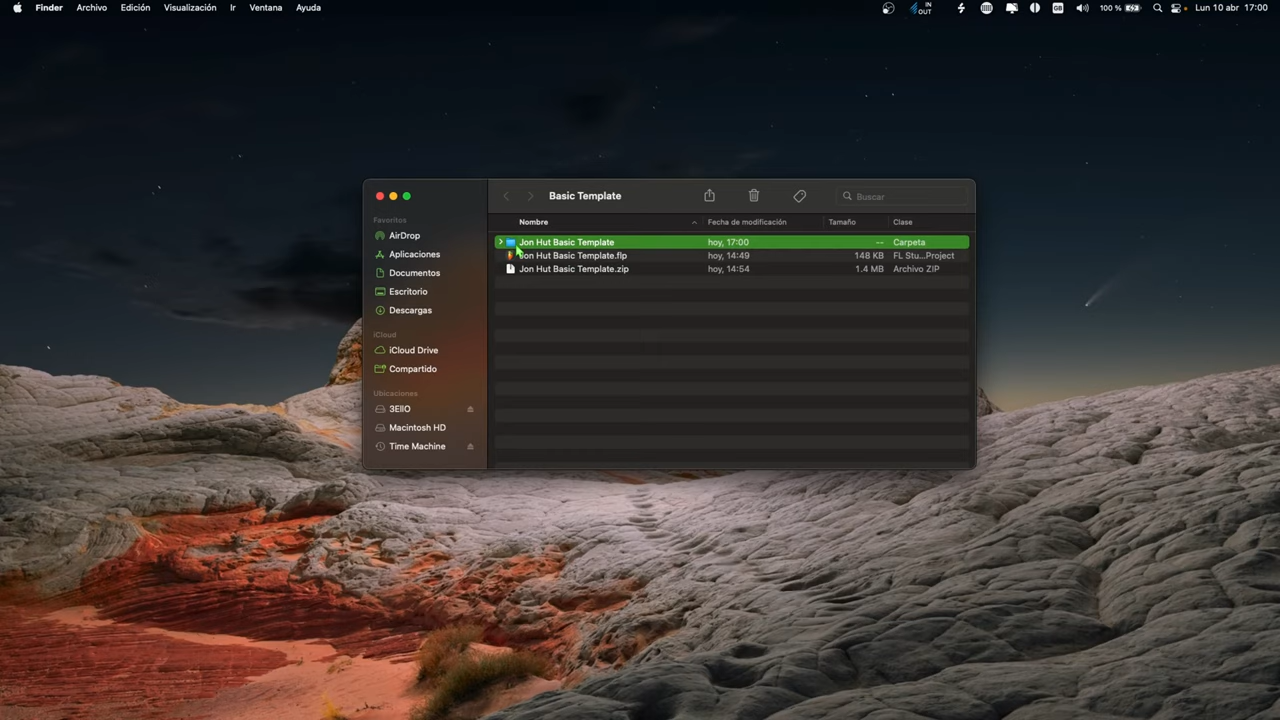 Finder Archivo Edición Visualización Ir Ventana Ayuda IN OUT GB 100 % Lun 10 abr 17:00
Basic Template Buscar
Favoritos
AirDrop
Aplicaciones
Documentos
Escritorio
Descargas
iCloud
iCloud Drive
Compartido
Ubicaciones
3EIIO
Macintosh HD
Time Machine
Nombre Fecha de modificación Tamaño Clase
Jon Hut Basic Template hoy, 17:00 -- Carpeta
Jon Hut Basic Template.flp hoy, 14:49 148 KB FL Stu...Project
Jon Hut Basic Template.zip hoy, 14:54 1.4 MB Archivo ZIP